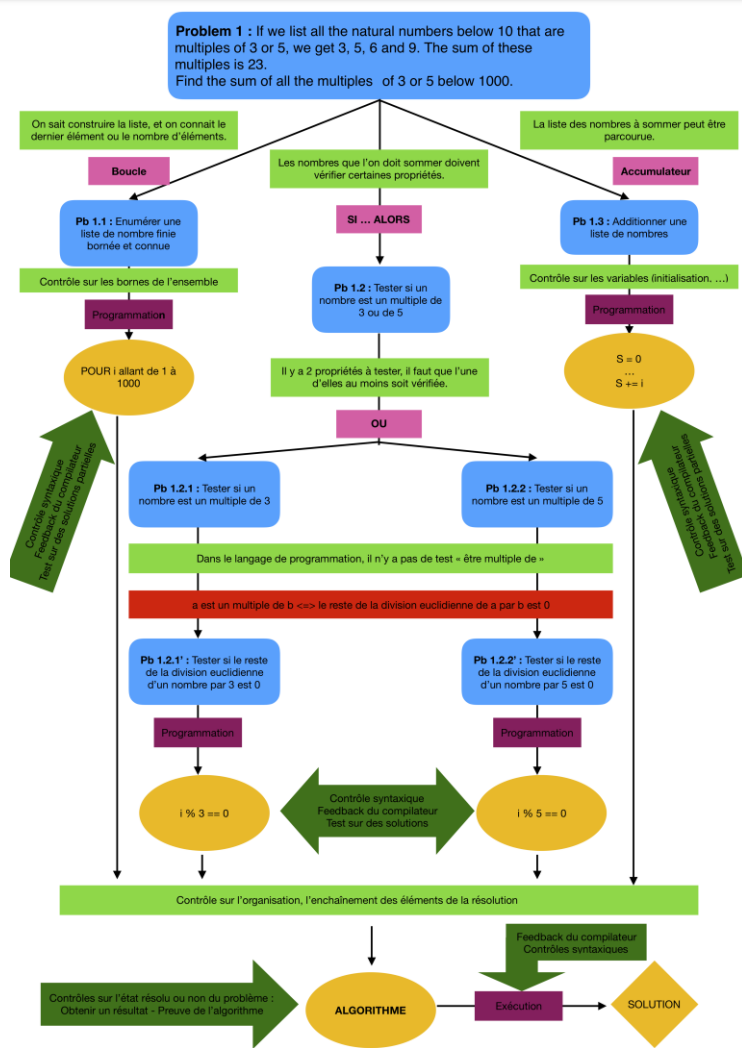 Problem 1 : If we list all the natural numbers below 10 that are
multiples of 3 or 5, we get 3, 5, 6 and 9. The sum of these
multiples is 23.
Find the sum of all the multiples of 3 or 5 below 1000.
On sait construire la liste, et on connait le
dernier élément ou le nombre d'éléments.
La liste des nombres à sommer peut être
parcourue.
Les nombres que l'on doit sommer doivent
vérifier certaines propriétés.
Boucle
Accumulateur
SI ... ALORS
Pb 1.1 : Enumérer une
liste de nombre finie
bornée et connue
Pb 1.3 : Additionner une
liste de nombres
Contrôle sur les bornes de l'ensemble
Pb 1.2 : Tester si un
nombre est un multiple de
3 ou de 5
Contrôle sur les variables (initialisation, ...)
Programmation
Programmation
POUR i allant de 1 à
1000
Il y a 2 propriétés à tester, il faut que l'une
d'elles au moins soit vérifiée.
S = 0
...
S += i
OU
Contrôle syntaxique
Feedback du compilateur
Test sur des solutions partielles
Contrôle syntaxique
Feedback du compilateur
Test sur des solutions partielles
Pb 1.2.1 : Tester si un
nombre est un multiple de 3
Pb 1.2.2 : Tester si un
nombre est un multiple de 5
Dans le langage de programmation, il n'y a pas de test « être multiple de »
a est un multiple de b <=> le reste de la division euclidienne de a par b est 0
Pb 1.2.1' : Tester si le reste
de la division euclidienne
d'un nombre par 3 est 0
Pb 1.2.2' : Tester si le reste
de la division euclidienne
d'un nombre par 5 est 0
Programmation
Programmation
i % 3 == 0
Contrôle syntaxique
Feedback du compilateur
Test sur des solutions
i % 5 == 0
Contrôle sur l'organisation, l'enchaînement des éléments de la résolution
Feedback du compilateur
Contrôles syntaxiques
Contrôles sur l'état résolu ou non du problème :
Obtenir un résultat - Preuve de l'algorithme
ALGORITHME
Exécution
SOLUTION